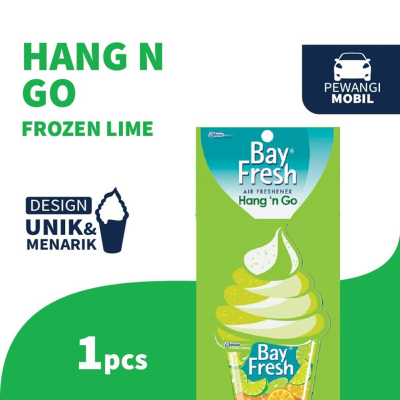 HANG N
GO
FROZEN LIME
PEWANGI
MOBIL
Bay
Fresh
AIR FRESHENER
Hang 'n Go
DESIGN
UNIK&
MENARIK
Bay
Fresh
1pcs